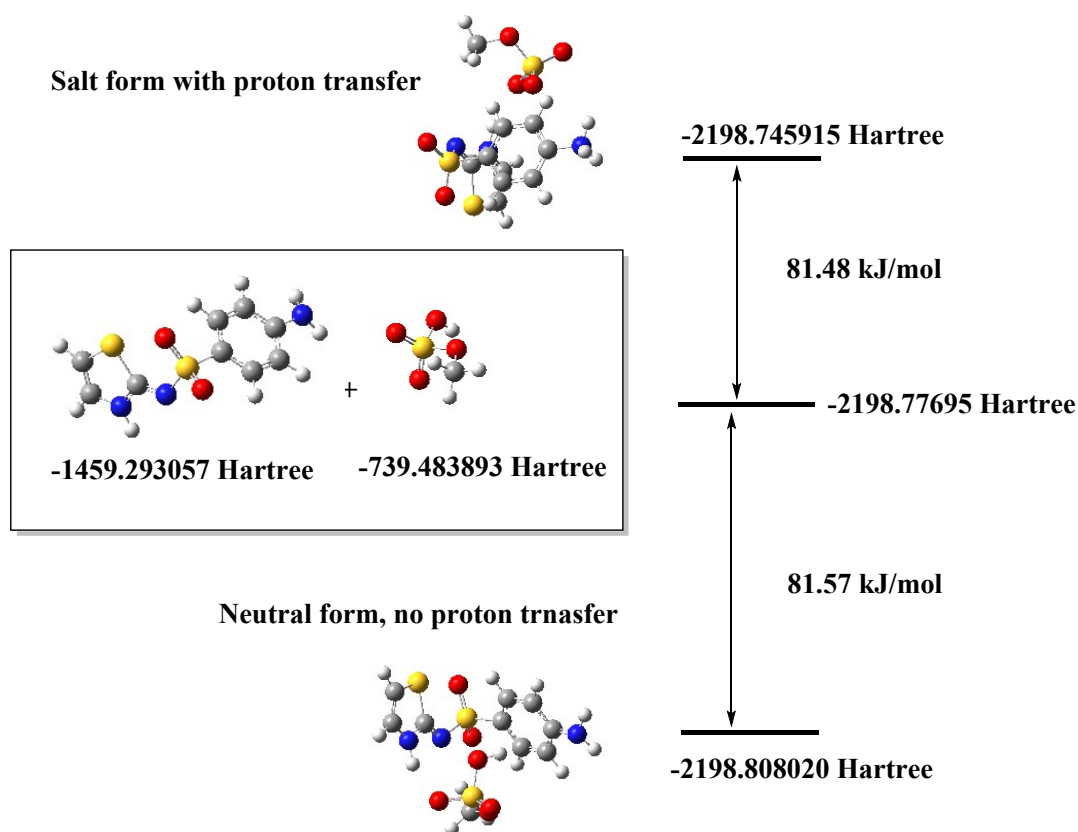 Salt form with proton transfer
-2198.745915 Hartree
81.48 kJ/mol
-2198.77695 Hartree
+
-1459.293057 Hartree
-739.483893 Hartree
81.57 kJ/mol
Neutral form, no proton trnasfer
-2198.808020 Hartree